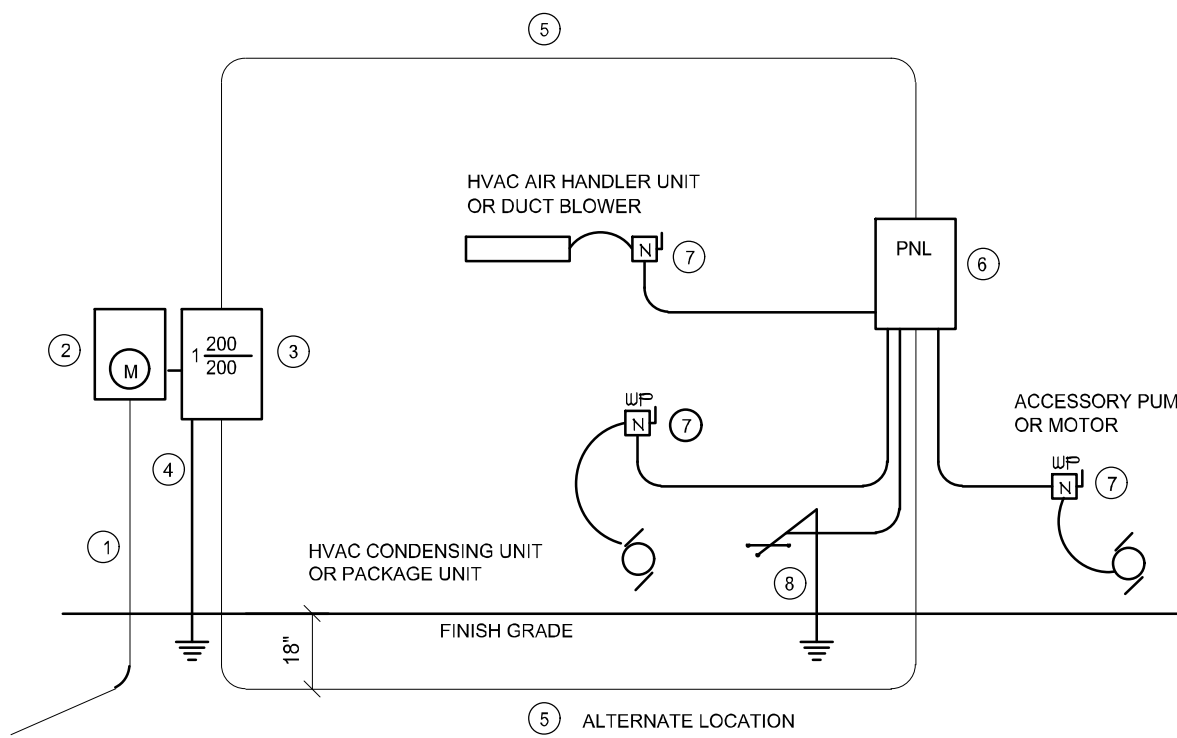 5
HVAC AIR HANDLER UNIT
OR DUCT BLOWER
N
7
PNL
6
2
M
1 200
200
3
WP
N
7
ACCESSORY PUM
OR MOTOR
4
WP
N
7
1
HVAC CONDENSING UNIT
OR PACKAGE UNIT
8
FINISH GRADE
18"
5 ALTERNATE LOCATION